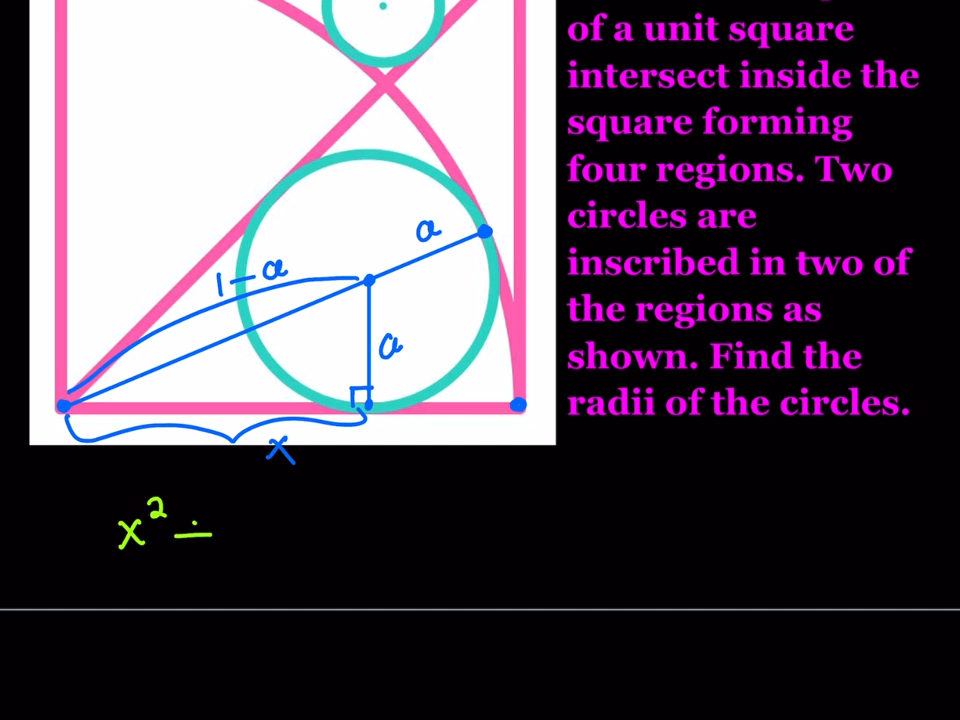 of a unit square
intersect inside the
square forming
four regions. Two
circles are
inscribed in two of
the regions as
shown. Find the
radii of the circles.
a
1-a
a
x
x²